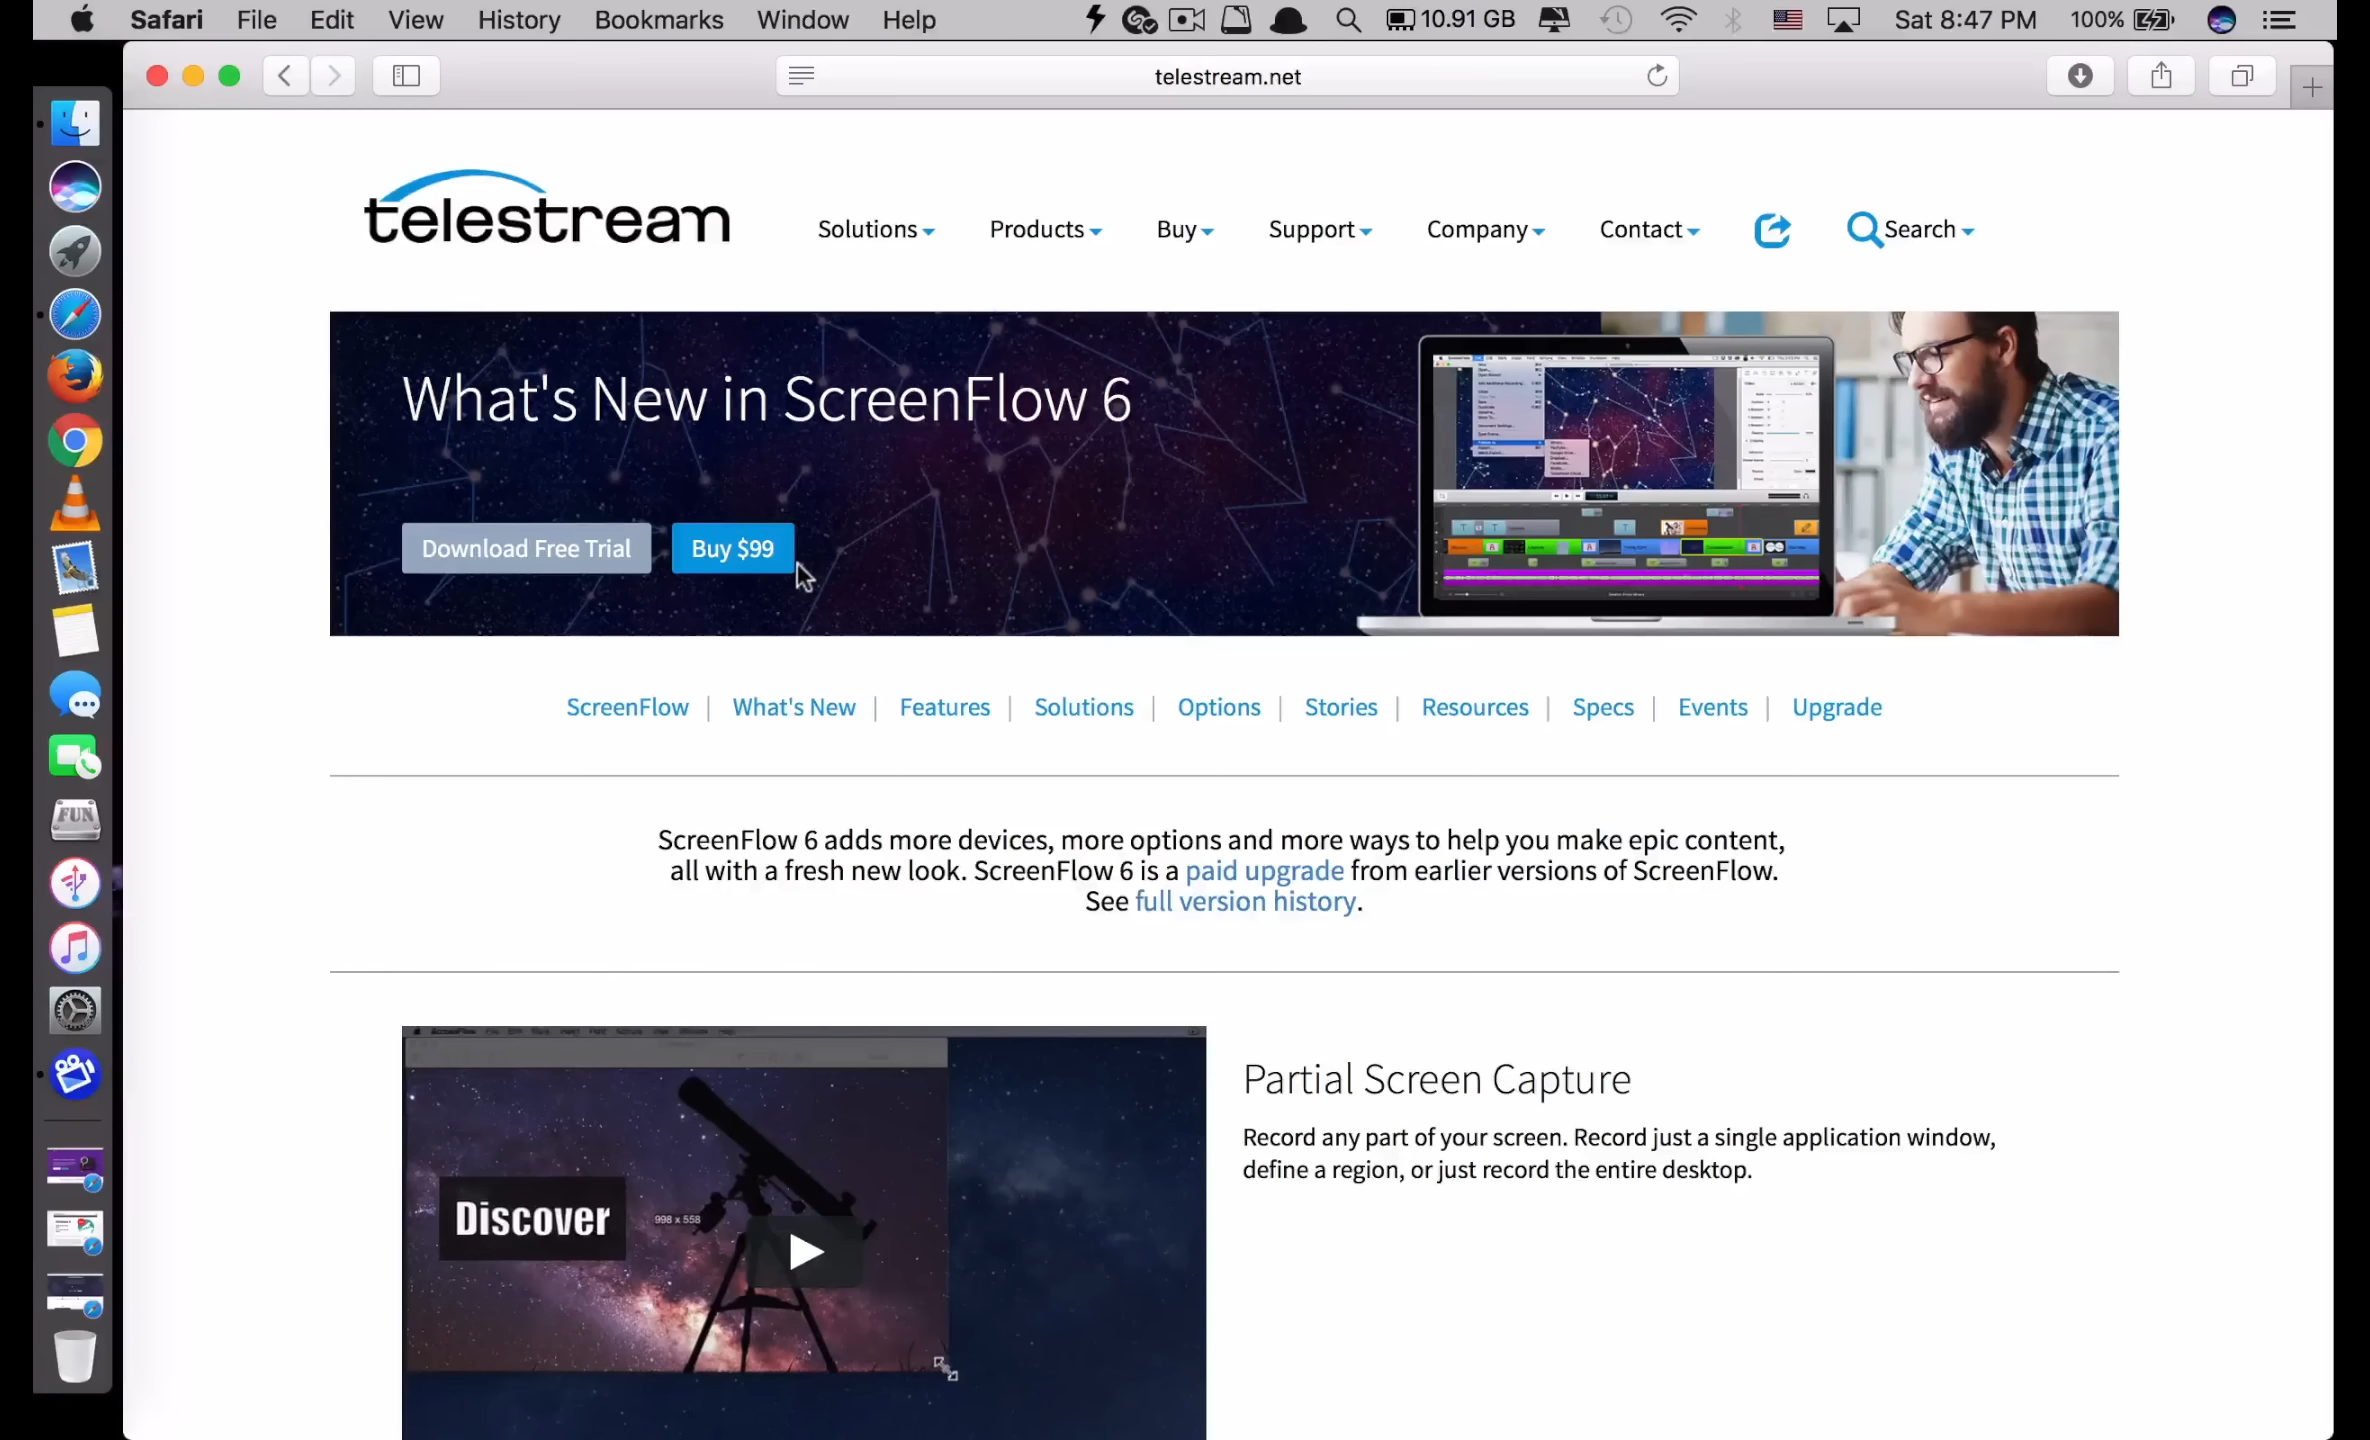 Safari File Edit View History Bookmarks Window Help 10.91 GB Sat 8:47 PM 100%
telestream.net
telestream
Solutions Products Buy Support Company Contact Search
What's New in ScreenFlow 6
Download Free Trial Buy $99
ScreenFlow | What's New | Features | Solutions | Options | Stories | Resources | Specs | Events | Upgrade
ScreenFlow 6 adds more devices, more options and more ways to help you make epic content,
all with a fresh new look. ScreenFlow 6 is a paid upgrade from earlier versions of ScreenFlow.
See full version history.
FUN
Partial Screen Capture
Record any part of your screen. Record just a single application window,
define a region, or just record the entire desktop.
Discover
998 x 558